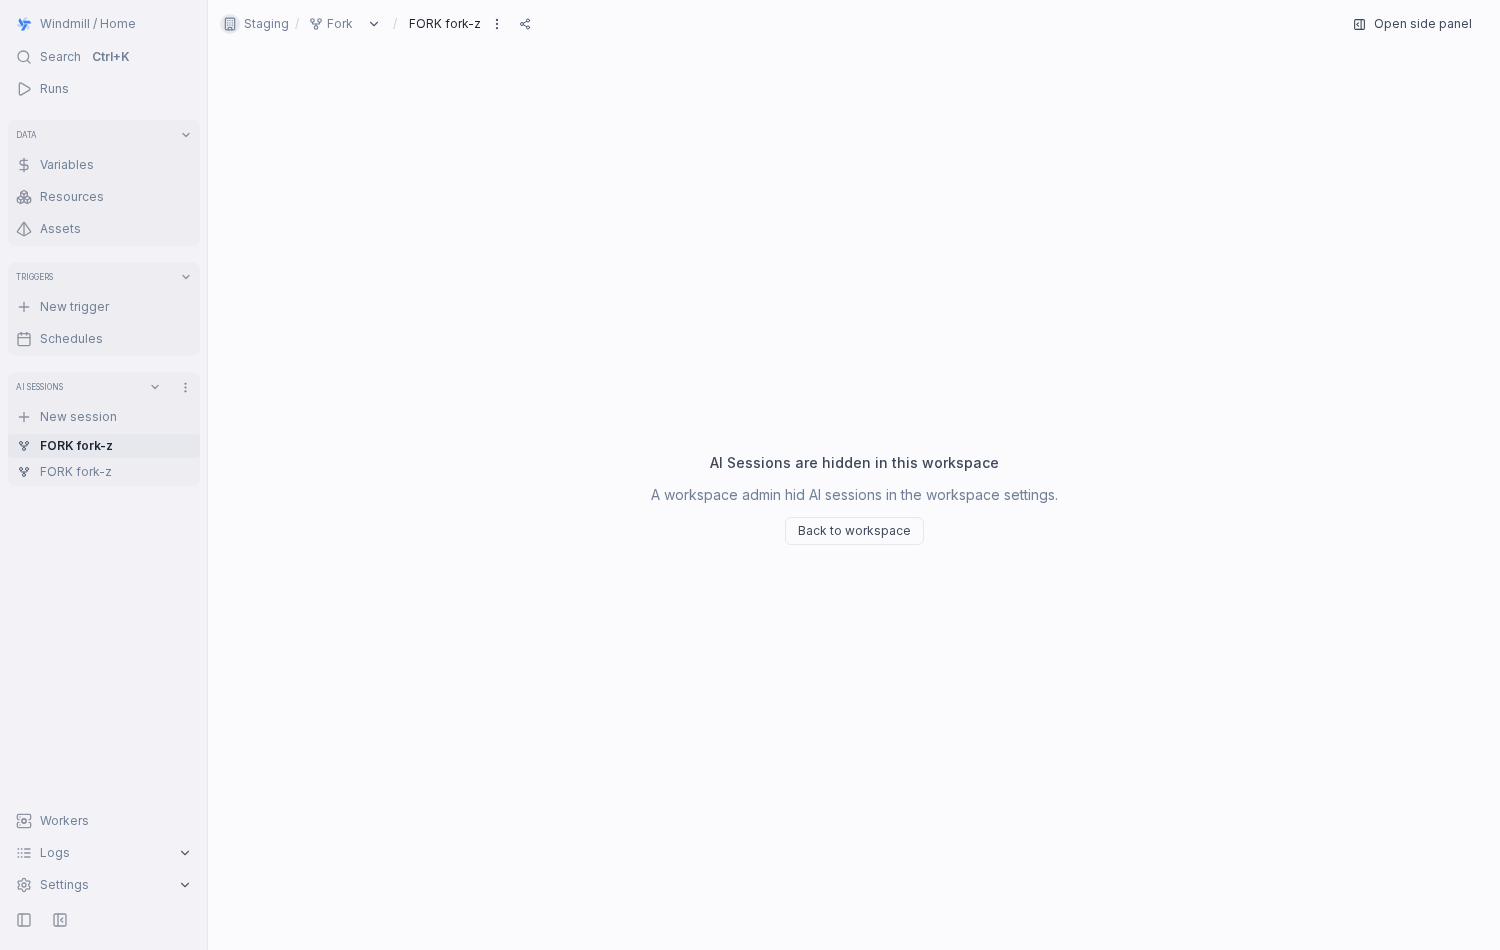 Windmill / Home
Search Ctrl+K
Runs
DATA
Variables
Resources
Assets
TRIGGERS
New trigger
Schedules
AI SESSIONS
New session
FORK fork-z
FORK fork-z
Workers
Logs
Settings
Staging / Fork / FORK fork-z
Open side panel
AI Sessions are hidden in this workspace
A workspace admin hid AI sessions in the workspace settings.
Back to workspace